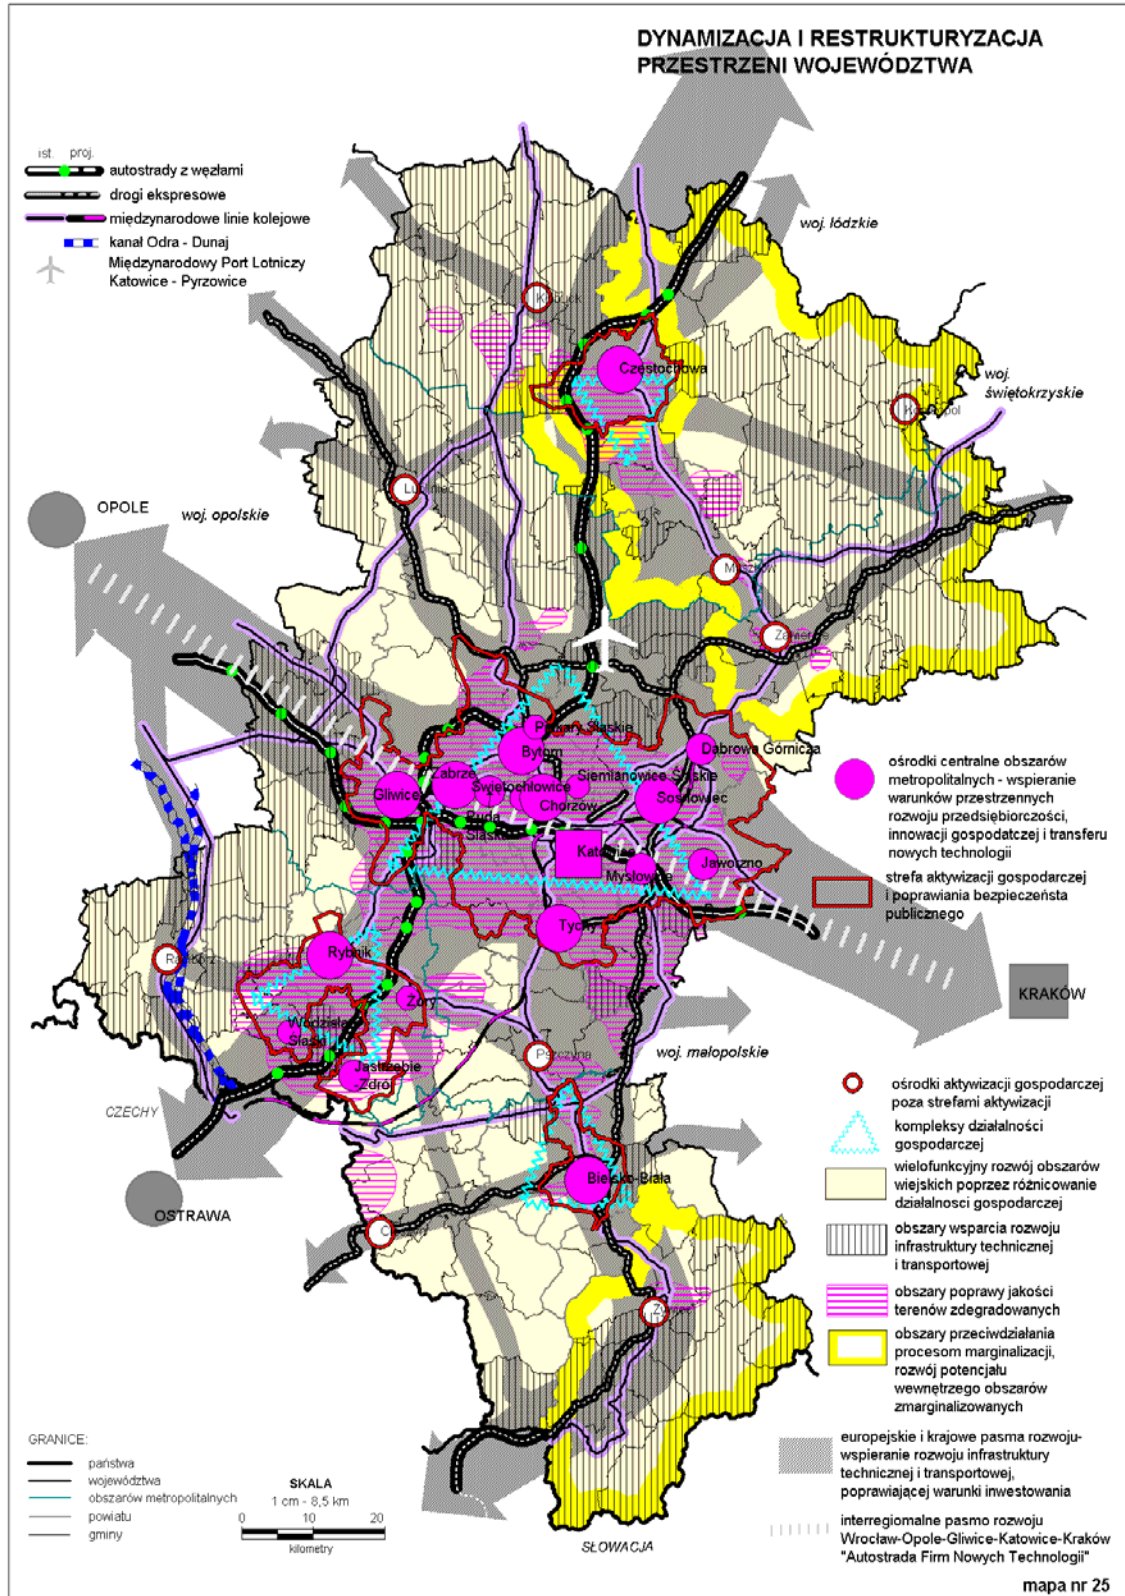 DYNAMIZACJA I RESTRUKTURYZACJA
PRZESTRZENI WOJEWÓDZTWA
ist. proj.
autostrady z węzłami
drogi ekspresowe
międzynarodowe linie kolejowe
kanał Odra - Dunaj
Międzynarodowy Port Lotniczy
Katowice - Pyrzowice
woj. łódzkie
woj.
świętokrzyskie
Częstochowa
OPOLE
woj. opolskie
Piekary Śląskie
Bytom
Dąbrowa Górnicza
Zabrze
Siemianowice Śląskie
Świętochłowice
Gliwice
Chorzów
Sosnowiec
Ruda
Śląska
Katowice
Mysłowice
Jaworzno
Tychy
Rybnik
Żory
Wodzisław
Śląski
Jastrzębie
-Zdrój
Pszczyna
KRAKÓW
woj. małopolskie
CZECHY
OSTRAWA
Bielsko-Biała
SŁOWACJA
ośrodki centralne obszarów
metropolitalnych - wspieranie
warunków przestrzennych
rozwoju przedsiębiorczości,
innowacji gospodatczej i transferu
nowych technologii
strefa aktywizacji gospodarczej
i poprawiania bezpieczeństa
publicznego
ośrodki aktywizacji gospodarczej
poza strefami aktywizacji
kompleksy działalności
gospodarczej
wielofunkcyjny rozwój obszarów
wiejskich poprzez różnicowanie
działalnosci gospodarczej
obszary wsparcia rozwoju
infrastruktury technicznej
i transportowej
obszary poprawy jakości
terenów zdegradowanych
obszary przeciwdziałania
procesom marginalizacji,
rozwój potencjału
wewnętrzego obszarów
zmarginalizowanych
europejskie i krajowe pasma rozwoju-
wspieranie rozwoju infrastruktury
technicznej i transportowej,
poprawiającej warunki inwestowania
interregionalne pasmo rozwoju
Wrocław-Opole-Gliwice-Katowice-Kraków
"Autostrada Firm Nowych Technologii"
GRANICE:
państwa
województwa
obszarów metropolitalnych
powiatu
gminy
SKALA
1 cm - 8,5 km
0 10 20
kilometry
mapa nr 25